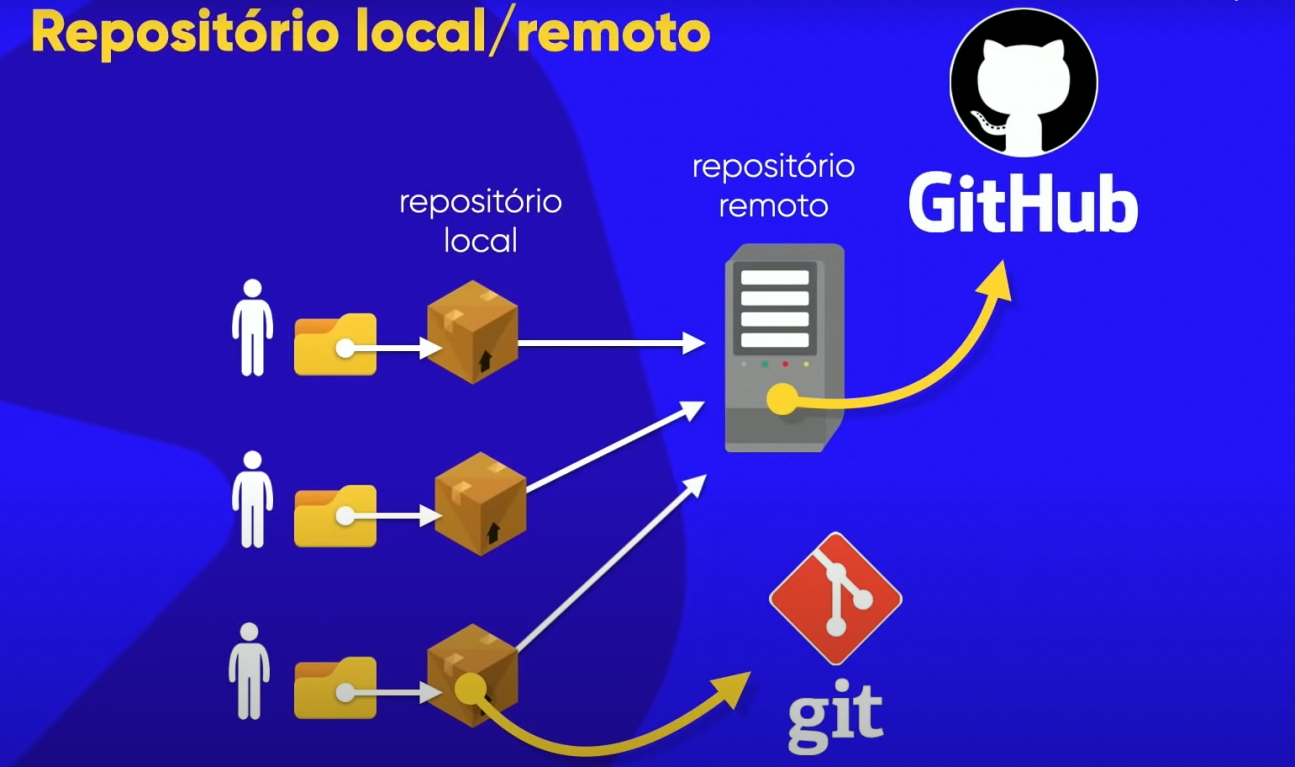 Repositório local/remoto
repositório
local
repositório
remoto
GitHub
git